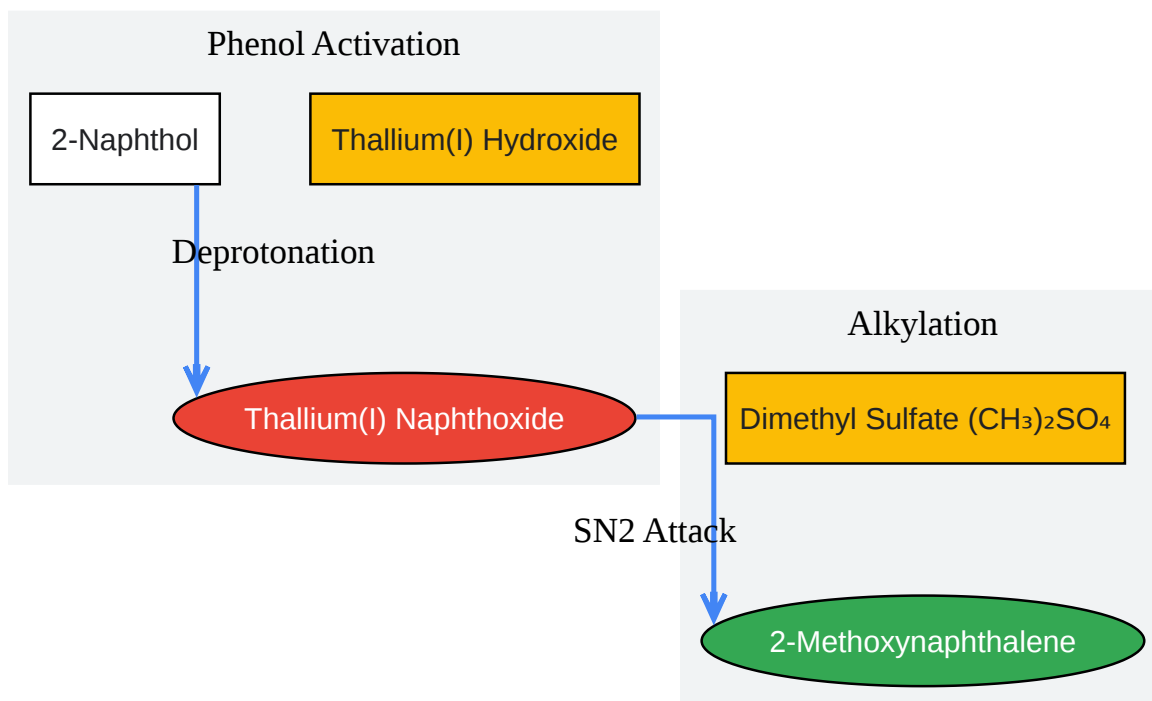 Phenol Activation
2-Naphthol
Thallium(I) Hydroxide
Deprotonation
Thallium(I) Naphthoxide
Alkylation
Dimethyl Sulfate (CH₃)₂SO₄
SN2 Attack
2-Methoxynaphthalene